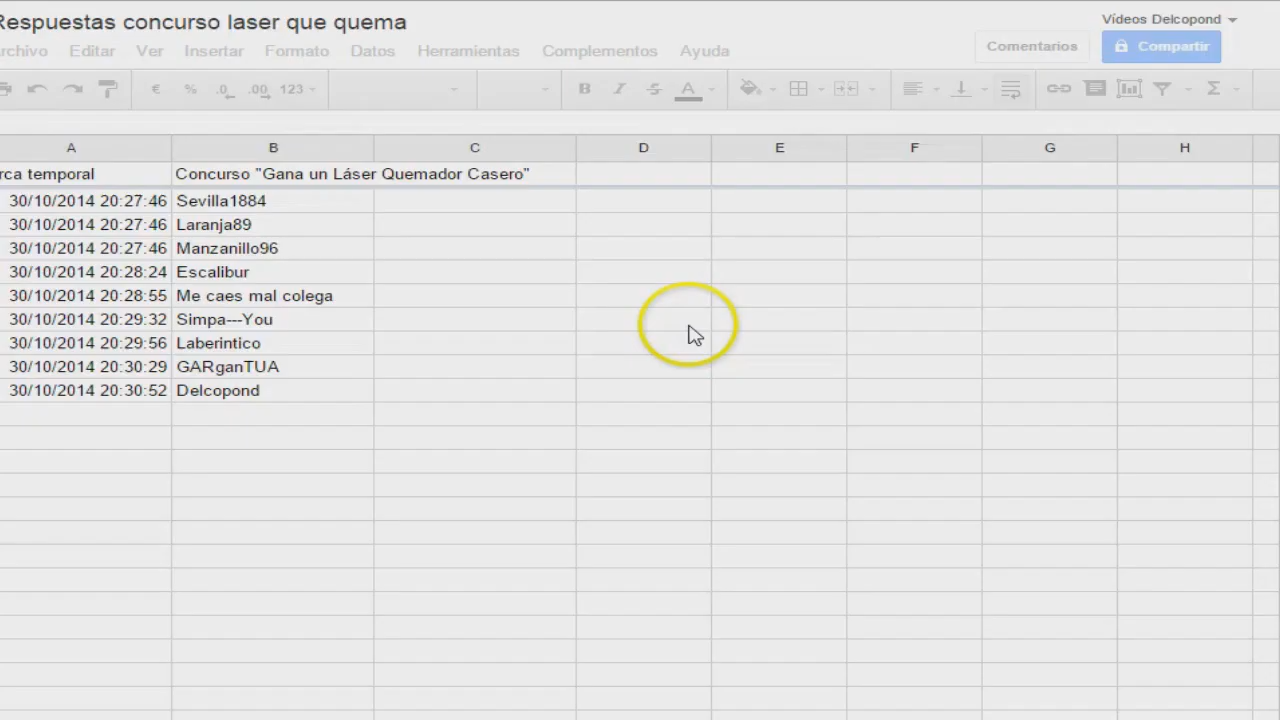 Respuestas concurso laser que quema
Vídeos Delcopond
rchivo Editar Ver Insertar Formato Datos Herramientas Complementos Ayuda
Comentarios
Compartir
€ % .0 .00 123 B I S A Σ
A B C D E F G H
rca temporal Concurso "Gana un Láser Quemador Casero"
30/10/2014 20:27:46 Sevilla1884
30/10/2014 20:27:46 Laranja89
30/10/2014 20:27:46 Manzanillo96
30/10/2014 20:28:24 Escalibur
30/10/2014 20:28:55 Me caes mal colega
30/10/2014 20:29:32 Simpa---You
30/10/2014 20:29:56 Laberintico
30/10/2014 20:30:29 GARganTUA
30/10/2014 20:30:52 Delcopond